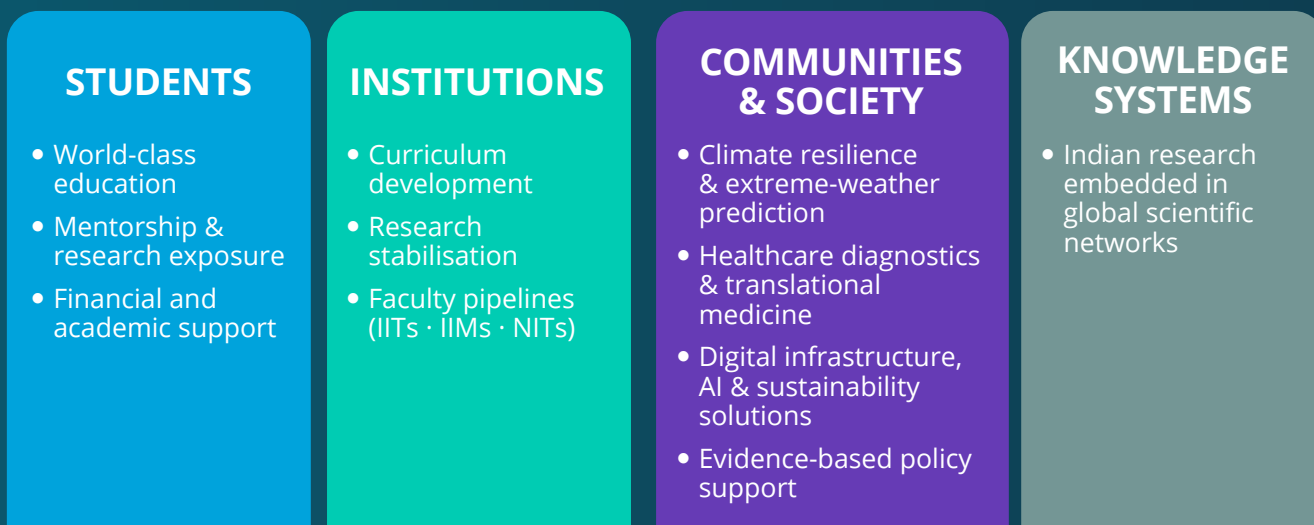 STUDENTS
• World-class
education
• Mentorship &
research exposure
• Financial and
academic support
INSTITUTIONS
• Curriculum
development
• Research
stabilisation
• Faculty pipelines
(IITs · IIMs · NITs)
COMMUNITIES
& SOCIETY
• Climate resilience
& extreme-weather
prediction
• Healthcare diagnostics
& translational
medicine
• Digital infrastructure,
AI & sustainability
solutions
• Evidence-based policy
support
KNOWLEDGE
SYSTEMS
• Indian research
embedded in
global scientific
networks